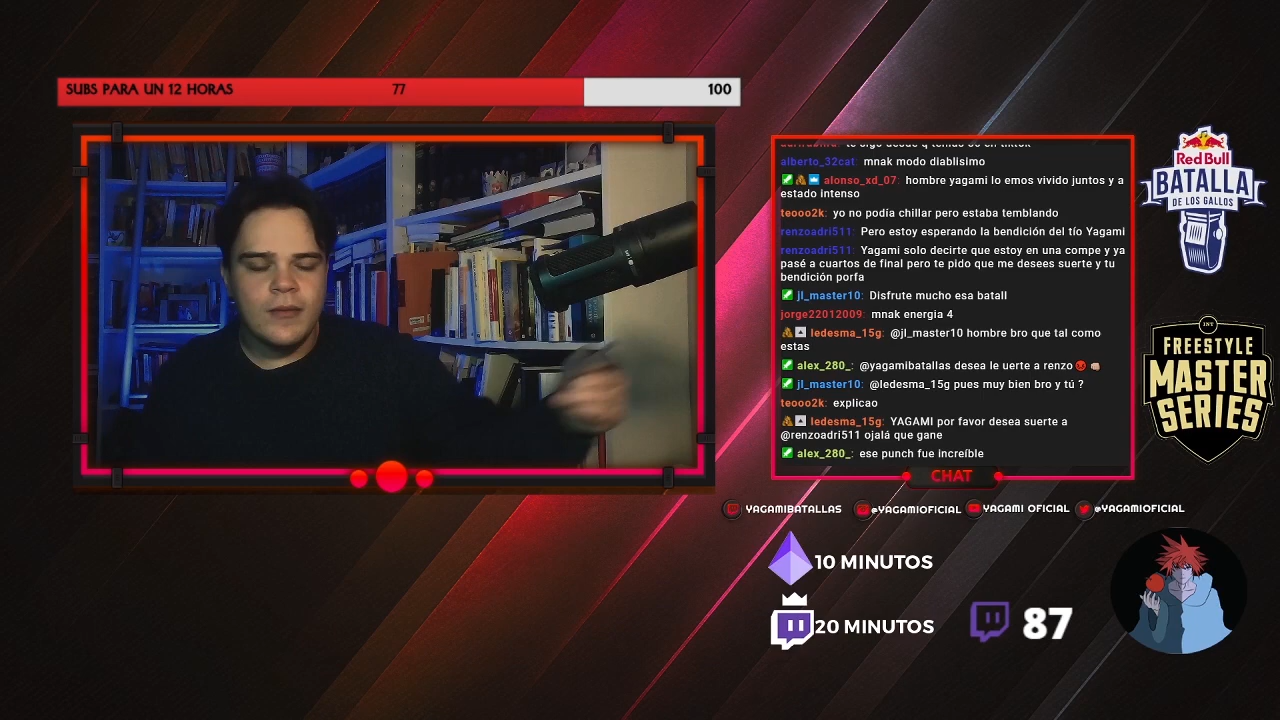 SUBS PARA UN 12 HORAS 77 100
alberto_32cat: mnak modo diablisimo
alonso_xd_07: hombre yagami lo emos vivido juntos y a
estado intenso
teooo2k: yo no podía chillar pero estaba temblando
renzoadri511: Pero estoy esperando la bendición del tío Yagami
renzoadri511: Yagami solo decirte que estoy en una compe y ya
pasé a cuartos de final pero te pido que me desees suerte y tu
bendición porfa
jl_master10: Disfrute mucho esa batall
jorge22012009: mnak energia 4
ledesma_15g: @jl_master10 hombre bro que tal como
estas
alex_280_: @yagamibatallas desea le uerte a renzo
jl_master10: @ledesma_15g pues muy bien bro y tú ?
teooo2k: explicao
ledesma_15g: YAGAMI por favor desea suerte a
@renzoadri511 ojalá que gane
alex_280_: ese punch fue increíble
CHAT
Red Bull
BATALLA
DE LOS GALLOS
INT
FREESTYLE
MASTER
SERIES
YAGAMIBATALLAS @YAGAMIOFICIAL YAGAMI OFICIAL @YAGAMIOFICIAL
10 MINUTOS
20 MINUTOS
87